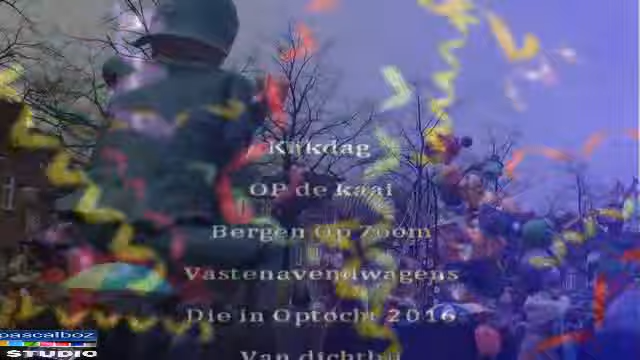 Kijkdag
OP de kaai
Bergen Op Zoom
Vastenavendwagens
Die in Optocht 2016
Van dichtbij
pascalboz
STUDIO